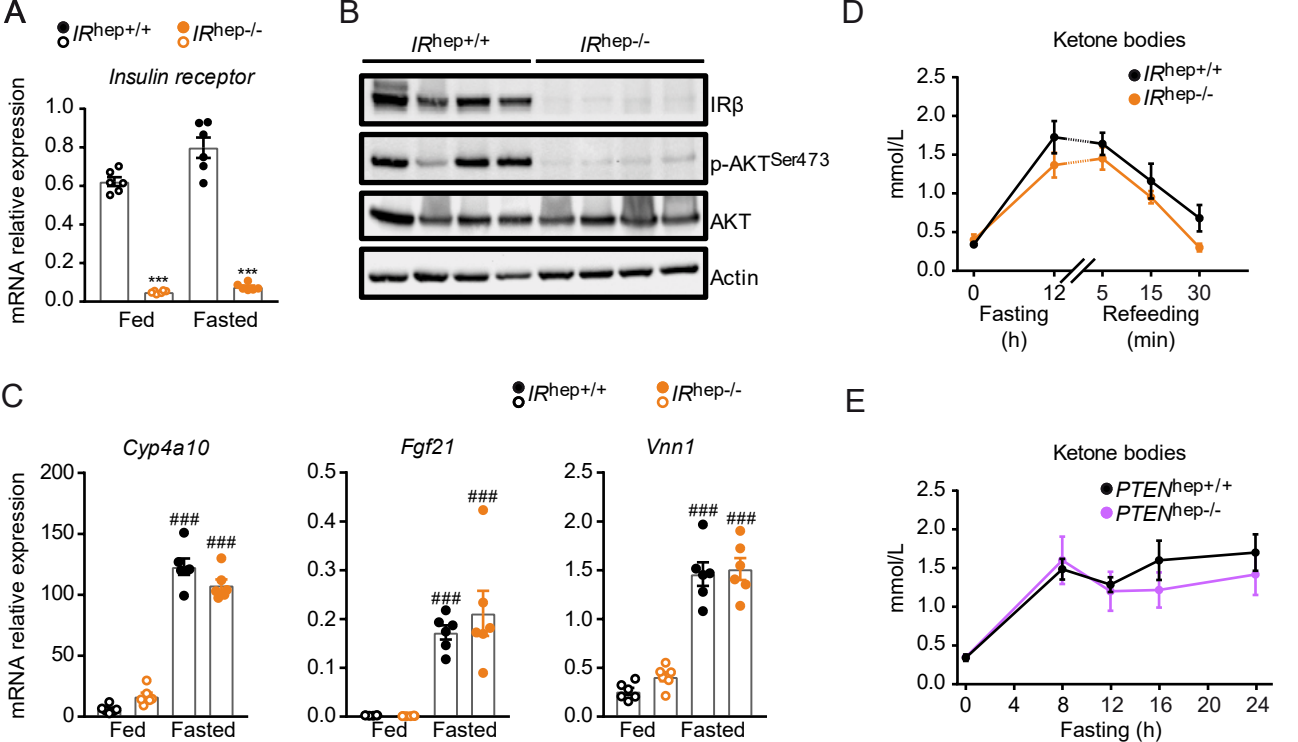 A
IRhep+/+ IRhep-/-
Insulin receptor
mRNA relative expression
1.0
0.8
0.6
0.4
0.2
0.0
*** ***
Fed Fasted
B
IRhep+/+ IRhep-/-
IRβ
p-AKTSer473
AKT
Actin
C
IRhep+/+ IRhep-/-
mRNA relative expression
Cyp4a10
200
150
100
50
0
### ###
Fed Fasted
Fgf21
0.5
0.4
0.3
0.2
0.1
0.0
### ###
Fed Fasted
Vnn1
2.5
2.0
1.5
1.0
0.5
0.0
### ###
Fed Fasted
D
Ketone bodies
IRhep+/+
IRhep-/-
mmol/L
2.5
2.0
1.5
1.0
0.5
0.0
0 12 5 15 30
Fasting Refeeding
(h) (min)
E
Ketone bodies
PTENhep+/+
PTENhep-/-
mmol/L
2.5
2.0
1.5
1.0
0.5
0.0
0 4 8 12 16 20 24
Fasting (h)